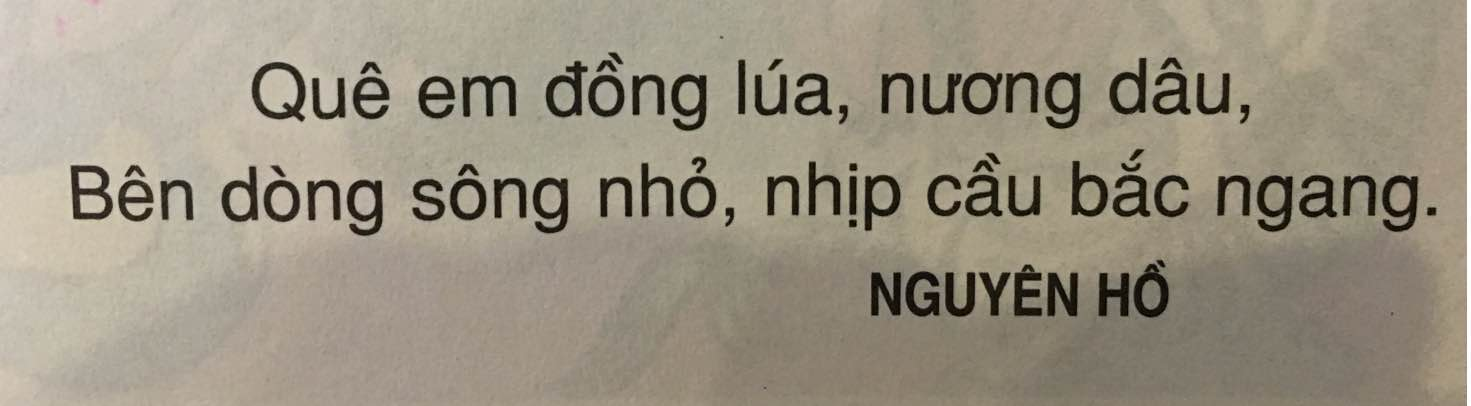 Quê em đồng lúa, nương dâu,
Bên dòng sông nhỏ, nhịp cầu bắc ngang.
NGUYÊN HỒ